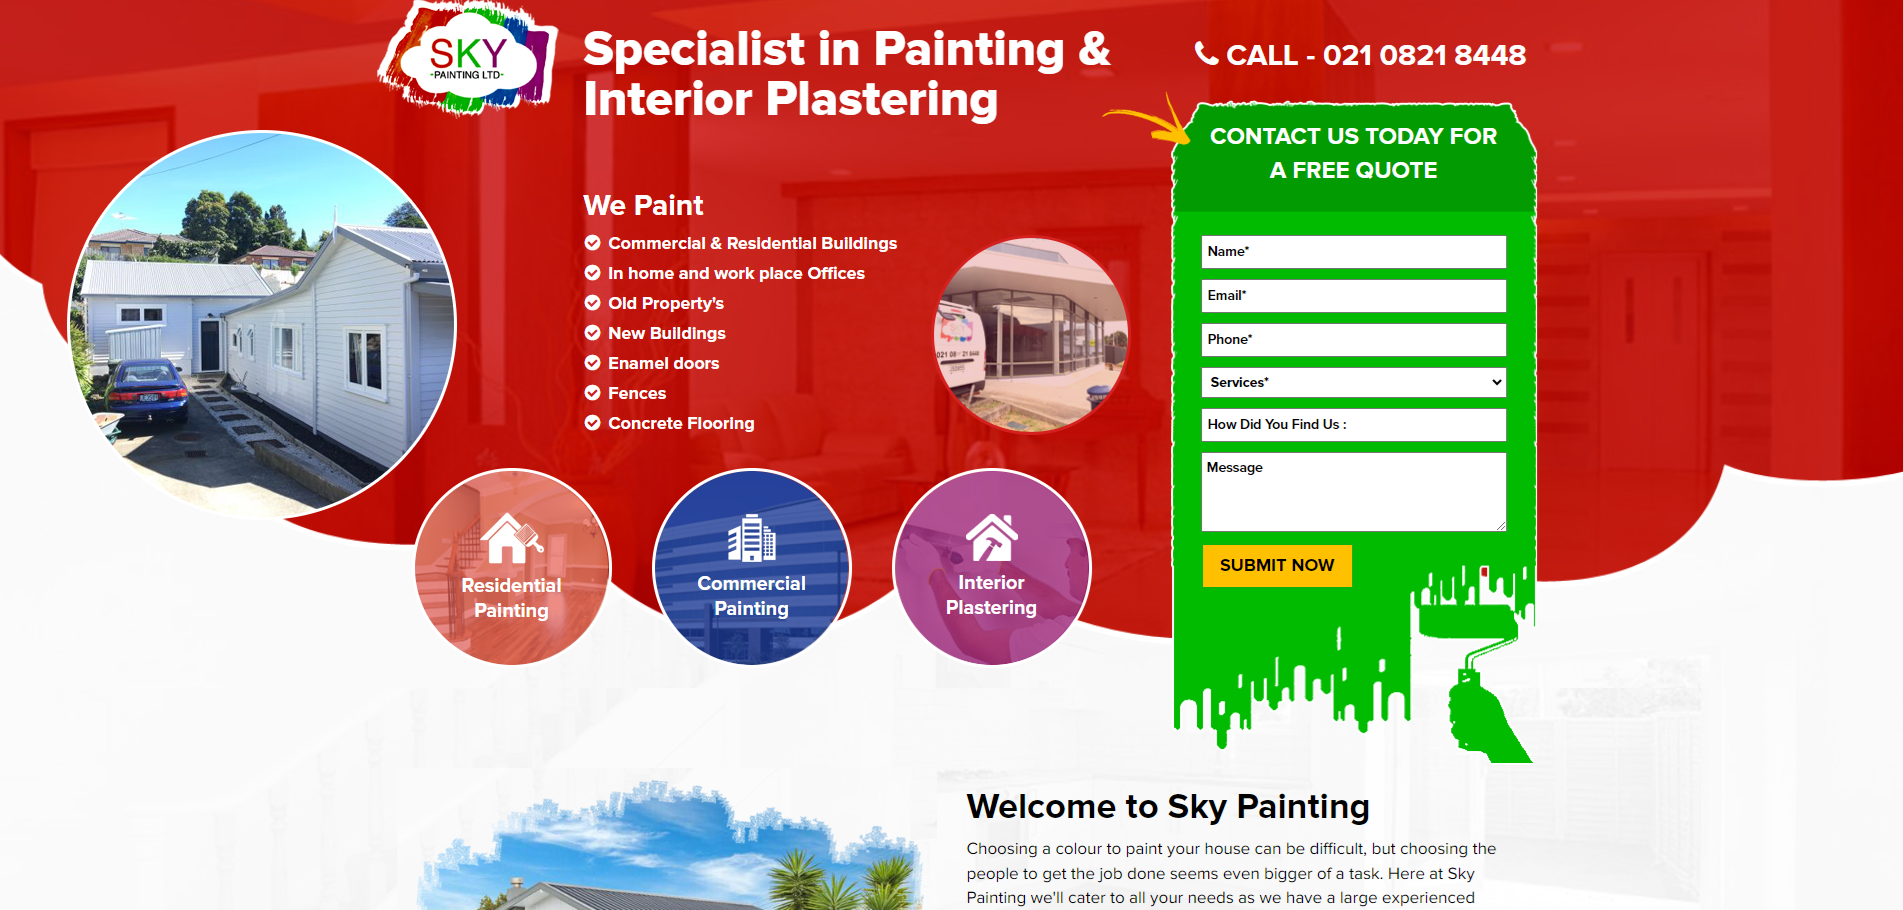 SKY
-PAINTING LTD-
Specialist in Painting &
Interior Plastering
CALL - 021 0821 8448
CONTACT US TODAY FOR
A FREE QUOTE
We Paint
Commercial & Residential Buildings
In home and work place Offices
Old Property's
New Buildings
Enamel doors
Fences
Concrete Flooring
Name*
Email*
Phone*
Services*
How Did You Find Us :
Message
SUBMIT NOW
Residential
Painting
Commercial
Painting
Interior
Plastering
Welcome to Sky Painting
Choosing a colour to paint your house can be difficult, but choosing the
people to get the job done seems even bigger of a task. Here at Sky
Painting we'll cater to all your needs as we have a large experienced